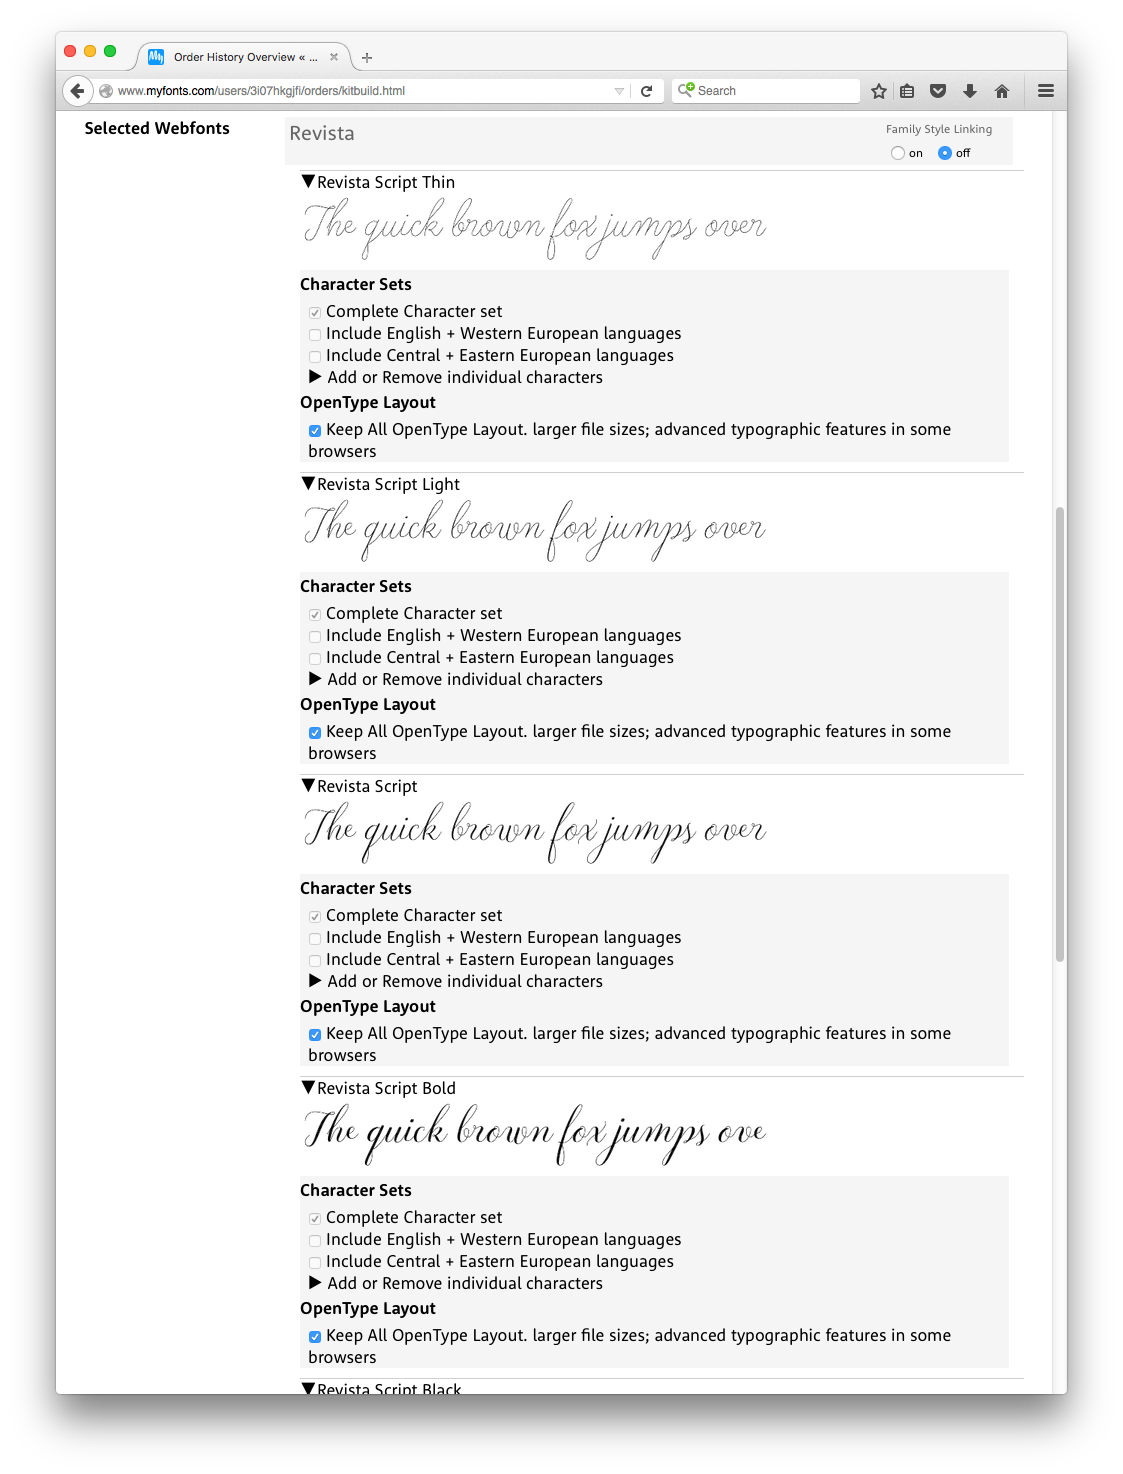 Order History Overview « ...
www.myfonts.com/users/3i07hkgjfi/orders/kitbuild.html
Search
Selected Webfonts
Revista
Family Style Linking
on off
Revista Script Thin
The quick brown fox jumps over
Character Sets
Complete Character set
Include English + Western European languages
Include Central + Eastern European languages
Add or Remove individual characters
OpenType Layout
Keep All OpenType Layout. larger file sizes; advanced typographic features in some
browsers
Revista Script Light
The quick brown fox jumps over
Character Sets
Complete Character set
Include English + Western European languages
Include Central + Eastern European languages
Add or Remove individual characters
OpenType Layout
Keep All OpenType Layout. larger file sizes; advanced typographic features in some
browsers
Revista Script
The quick brown fox jumps over
Character Sets
Complete Character set
Include English + Western European languages
Include Central + Eastern European languages
Add or Remove individual characters
OpenType Layout
Keep All OpenType Layout. larger file sizes; advanced typographic features in some
browsers
Revista Script Bold
The quick brown fox jumps ove
Character Sets
Complete Character set
Include English + Western European languages
Include Central + Eastern European languages
Add or Remove individual characters
OpenType Layout
Keep All OpenType Layout. larger file sizes; advanced typographic features in some
browsers
Revista Script Black